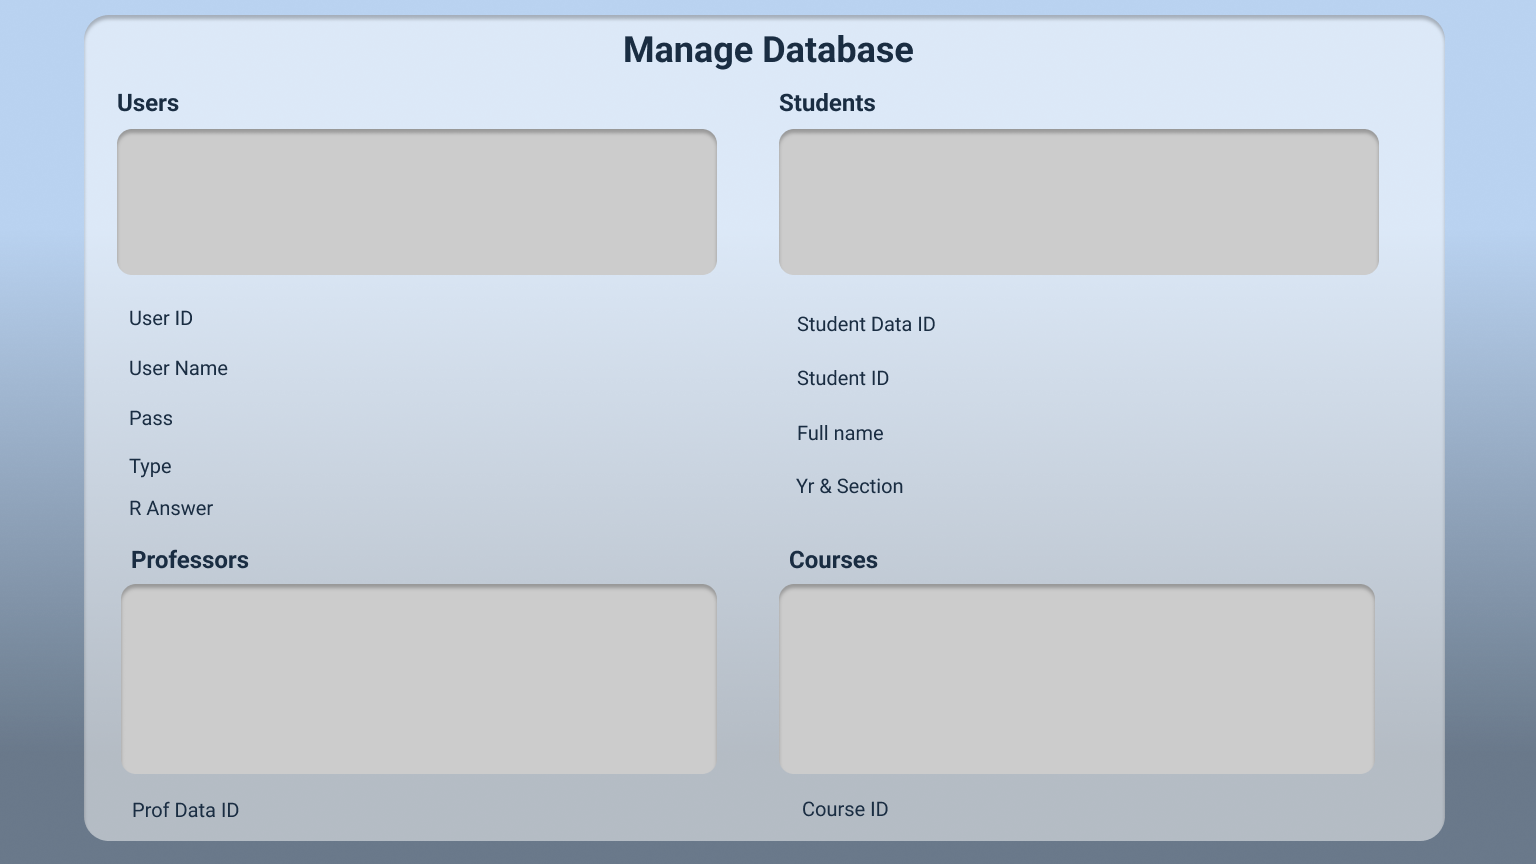 Manage Database
Users
Students
User ID
User Name
Pass
Type
R Answer
Student Data ID
Student ID
Full name
Yr & Section
Professors
Courses
Prof Data ID
Course ID